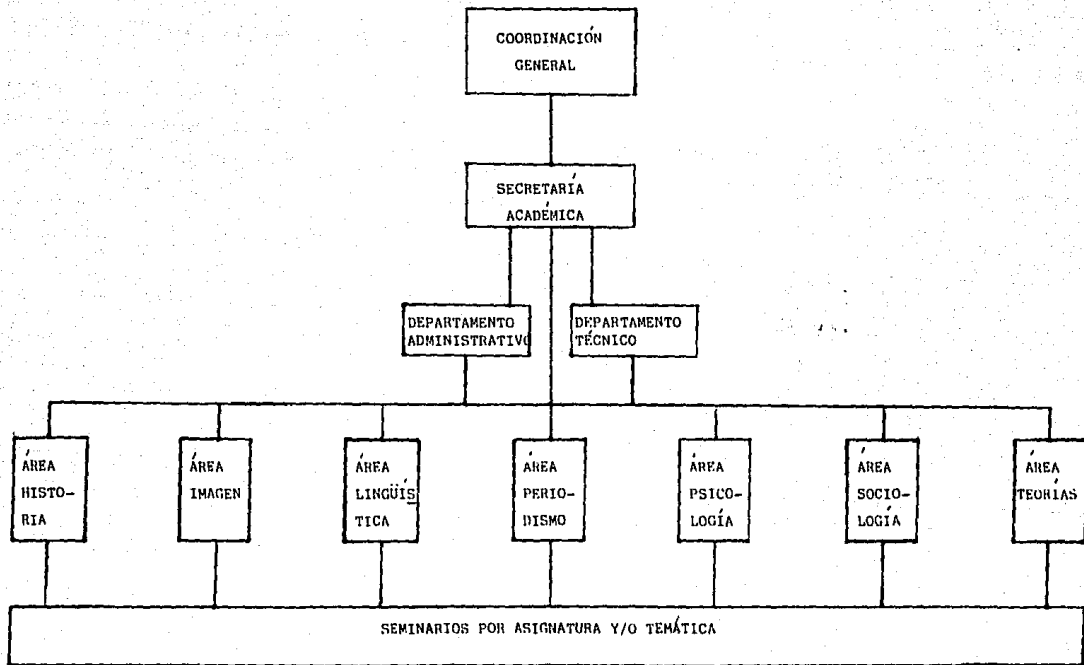 COORDINACIÓN
GENERAL
SECRETARÍA
ACADÉMICA
DEPARTAMENTO
ADMINISTRATIVO
DEPARTAMENTO
TÉCNICO
ÁREA
HISTO-
RIA
ÁREA
IMAGEN
ÁREA
LINGÜÍS
TICA
ÁREA
PERIO-
DISMO
ÁREA
PSICO-
LOGÍA
ÁREA
SOCIO-
LOGÍA
ÁREA
TEORÍAS
SEMINARIOS POR ASIGNATURA Y/O TEMÁTICA